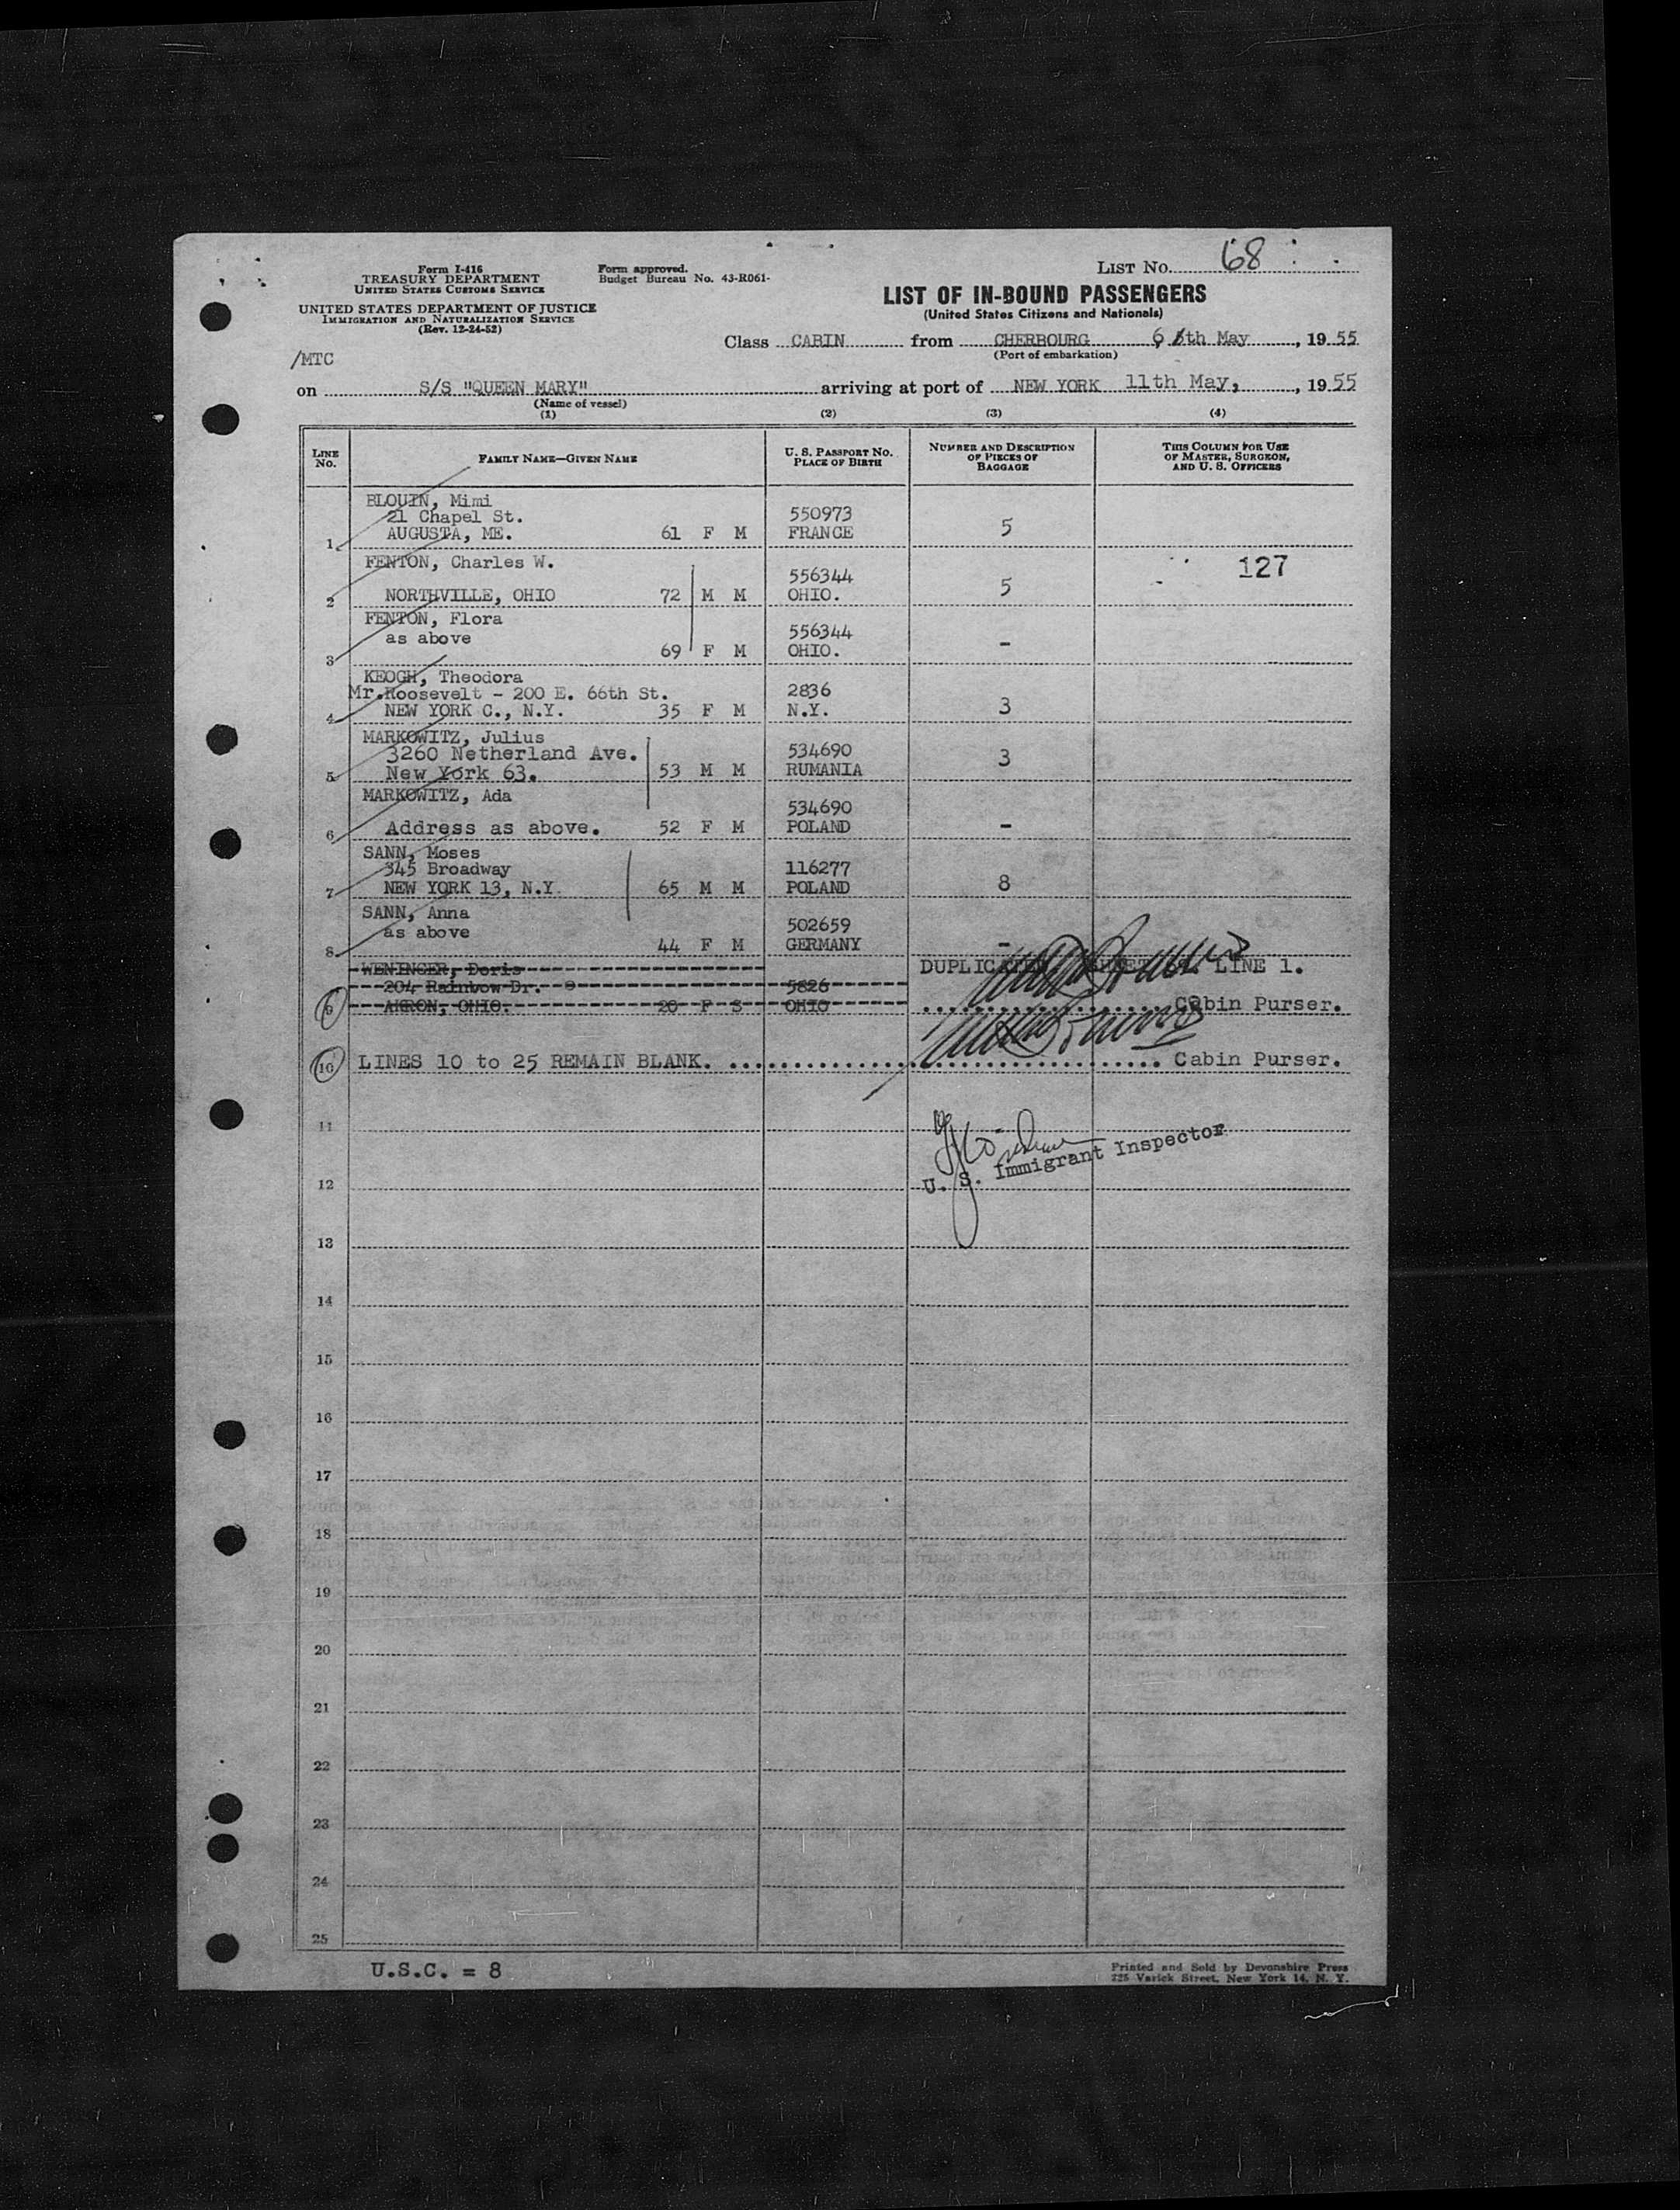 LIST NO. 68
Form I-416
TREASURY DEPARTMENT
UNITED STATES CUSTOMS SERVICE
Form approved.
Budget Bureau No. 43-R061-
UNITED STATES DEPARTMENT OF JUSTICE
IMMIGRATION AND NATURALIZATION SERVICE
(Rev. 12-24-52)
LIST OF IN-BOUND PASSENGERS
(United States Citizens and Nationals)
/MTC
Class CABIN from CHERBOURG 6 th May, 1955
(Port of embarkation)
on S/S "QUEEN MARY" arriving at port of NEW YORK 11th May, , 1955
(Name of vessel)
(1) (2) (3) (4)
LINE NO. FAMILY NAME—GIVEN NAME U. S. PASSPORT NO. PLACE OF BIRTH NUMBER AND DESCRIPTION OF PIECES OF BAGGAGE THIS COLUMN FOR USE OF MASTER, SURGEON, AND U. S. OFFICERS
BLOUIN, Mimi
21 Chapel St. 550973
1 AUGUSTA, ME. 61 F M FRANCE 5
FENTON, Charles W. 127
556344
2 NORTHVILLE, OHIO 72 M M OHIO. 5
FENTON, Flora
as above 556344
3 69 F M OHIO. -
KEOGH, Theodora
Mr.Roosevelt - 200 E. 66th St. 2836
4 NEW YORK C., N.Y. 35 F M N.Y. 3
MARKOWITZ, Julius
3260 Netherland Ave. 534690
5 New York 63. 53 M M RUMANIA 3
MARKOWITZ, Ada
534690
6 Address as above. 52 F M POLAND -
SANN, Moses
345 Broadway 116277
7 NEW YORK 13, N.Y. 65 M M POLAND 8
SANN, Anna
as above 502659
8 44 F M GERMANY -
WENINGER, Doris DUPLICATED SHEET LINE 1.
204 Rainbow Dr. 5826
9 AKRON, OHIO. 20 F S OHIO Cabin Purser.
10 LINES 10 to 25 REMAIN BLANK. Cabin Purser.
11
U. S. Immigrant Inspector
12
13
14
15
16
17
18
19
20
21
22
23
24
25
U.S.C. = 8
Printed and Sold by Devonshire Press
225 Varick Street, New York 14, N. Y.